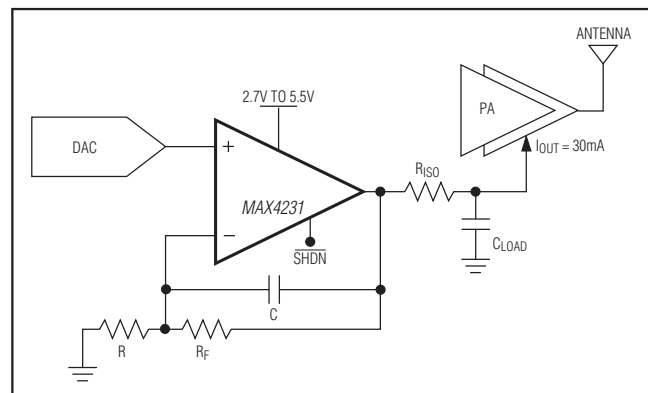 ANTENNA
2.7V TO 5.5V
PA
DAC
+
I_OUT = 30mA
R_ISO
MAX4231
−
SHDN
C_LOAD
C
R
R_F